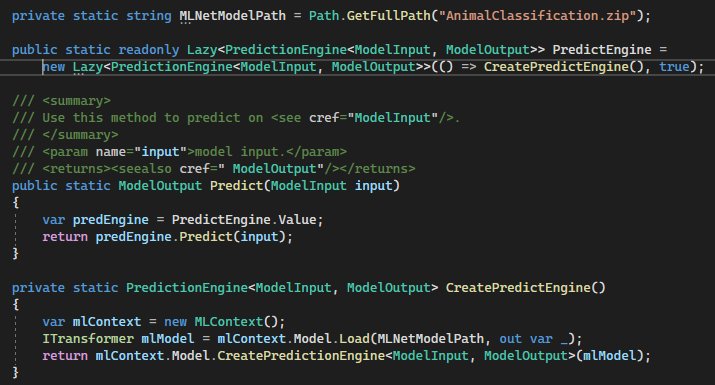 private static string MLNetModelPath = Path.GetFullPath("AnimalClassification.zip");
public static readonly Lazy<PredictionEngine<ModelInput, ModelOutput>> PredictEngine =
new Lazy<PredictionEngine<ModelInput, ModelOutput>>(() => CreatePredictEngine(), true);
/// <summary>
/// Use this method to predict on <see cref="ModelInput"/>.
/// </summary>
/// <param name="input">model input.</param>
/// <returns><seealso cref=" ModelOutput"/></returns>
public static ModelOutput Predict(ModelInput input)
{
var predEngine = PredictEngine.Value;
return predEngine.Predict(input);
}
private static PredictionEngine<ModelInput, ModelOutput> CreatePredictEngine()
{
var mlContext = new MLContext();
ITransformer mlModel = mlContext.Model.Load(MLNetModelPath, out var _);
return mlContext.Model.CreatePredictionEngine<ModelInput, ModelOutput>(mlModel);
}